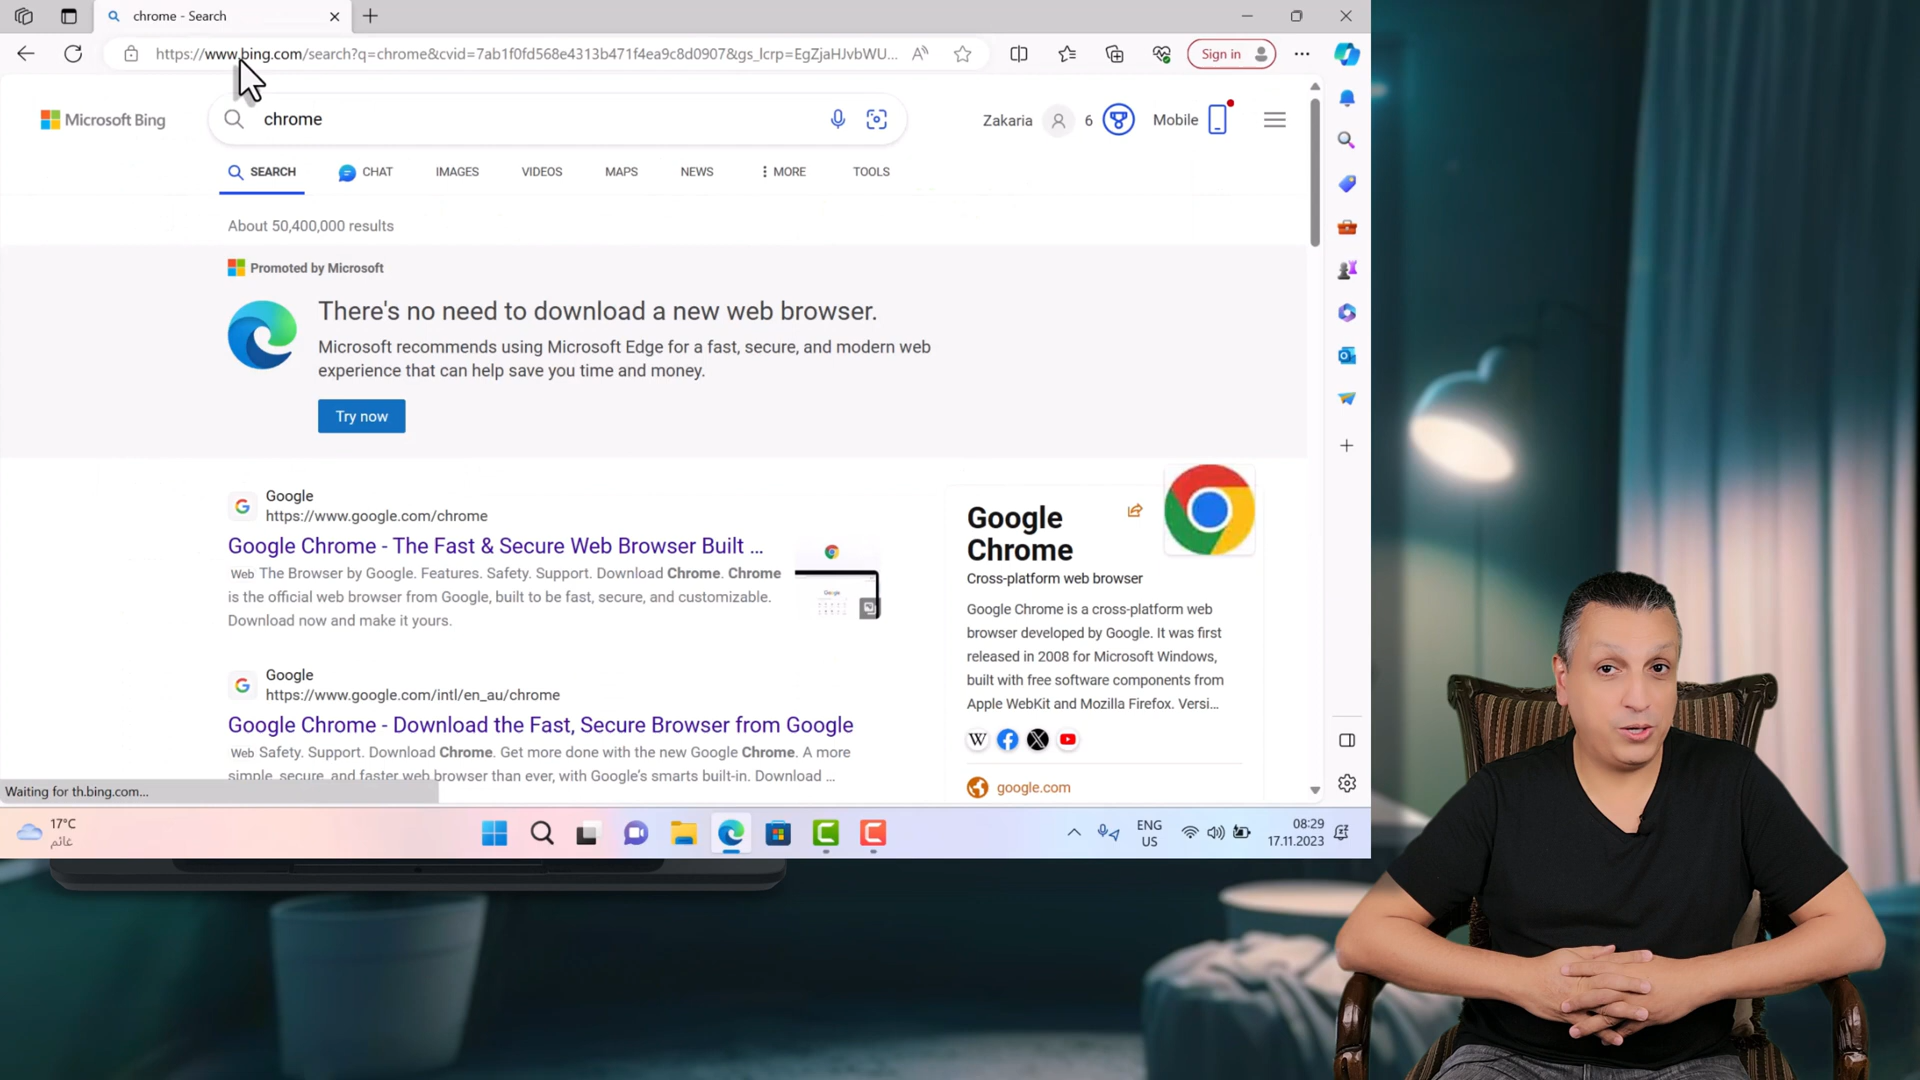 chrome - Search
https://www.bing.com/search?q=chrome&cvid=7ab1f0fd568e4313b471f4ea9c8d0907&gs_lcrp=EgZjaHJvbWU...
Sign in
Microsoft Bing
chrome
Zakaria
6
Mobile
SEARCH
CHAT
IMAGES
VIDEOS
MAPS
NEWS
MORE
TOOLS
About 50,400,000 results
Promoted by Microsoft
There's no need to download a new web browser.
Microsoft recommends using Microsoft Edge for a fast, secure, and modern web
experience that can help save you time and money.
Try now
Google
https://www.google.com/chrome
Google Chrome - The Fast & Secure Web Browser Built ...
Web The Browser by Google. Features. Safety. Support. Download Chrome. Chrome
is the official web browser from Google, built to be fast, secure, and customizable.
Download now and make it yours.
Google
https://www.google.com/intl/en_au/chrome
Google Chrome - Download the Fast, Secure Browser from Google
Web Safety. Support. Download Chrome. Get more done with the new Google Chrome. A more
simple, secure, and faster web browser than ever, with Google's smarts built-in. Download ...
Google
Chrome
Cross-platform web browser
Google Chrome is a cross-platform web
browser developed by Google. It was first
released in 2008 for Microsoft Windows,
built with free software components from
Apple WebKit and Mozilla Firefox. Versi...
google.com
Waiting for th.bing.com...
17°C
غائم
ENG
US
08:29
17.11.2023